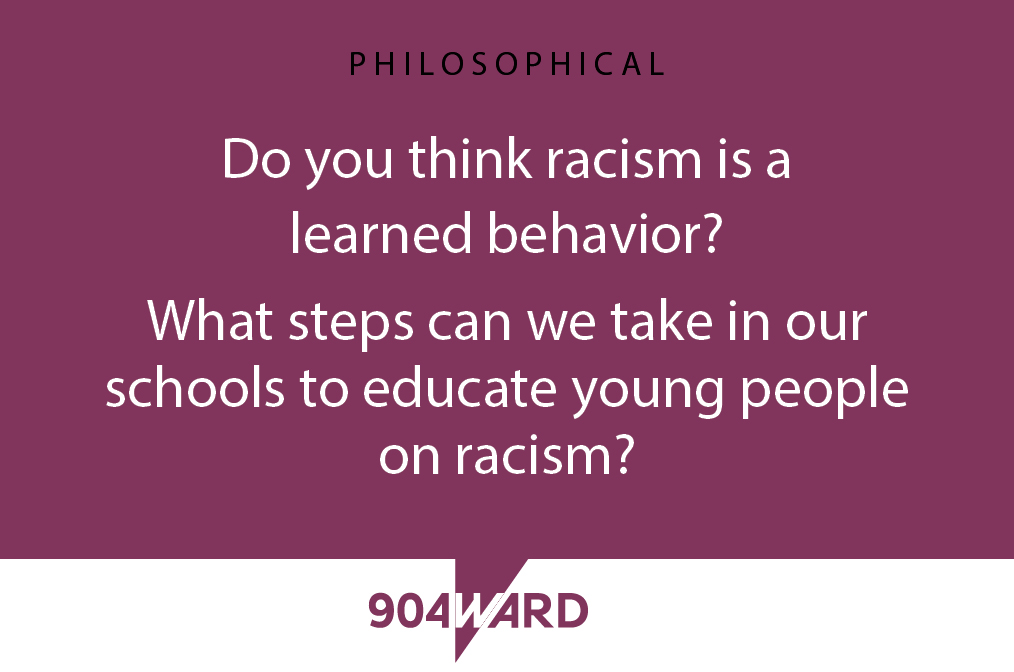 PHILOSOPHICAL
Do you think racism is a
learned behavior?
What steps can we take in our
schools to educate young people
on racism?
904WARD